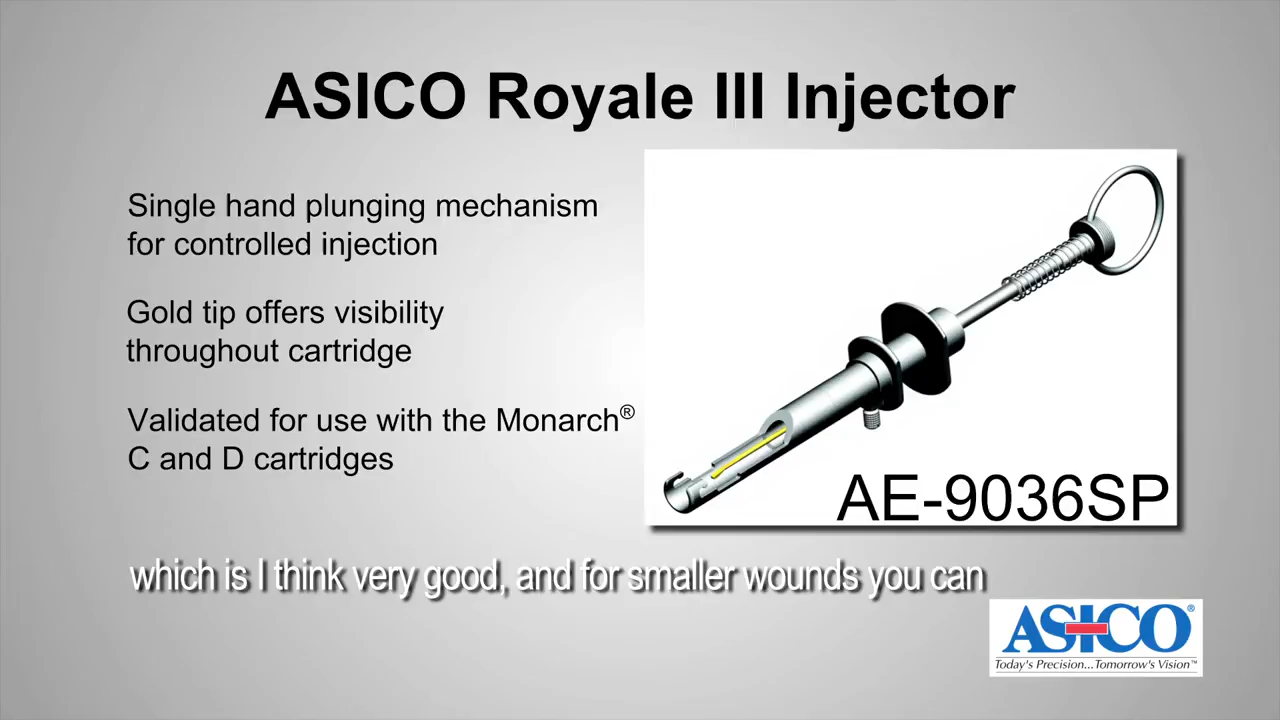 ASICO Royale III Injector
Single hand plunging mechanism
for controlled injection
Gold tip offers visibility
throughout cartridge
Validated for use with the Monarch®
C and D cartridges
AE-9036SP
which is I think very good, and for smaller wounds you can
ASICO®
Today's Precision...Tomorrow's Vision™